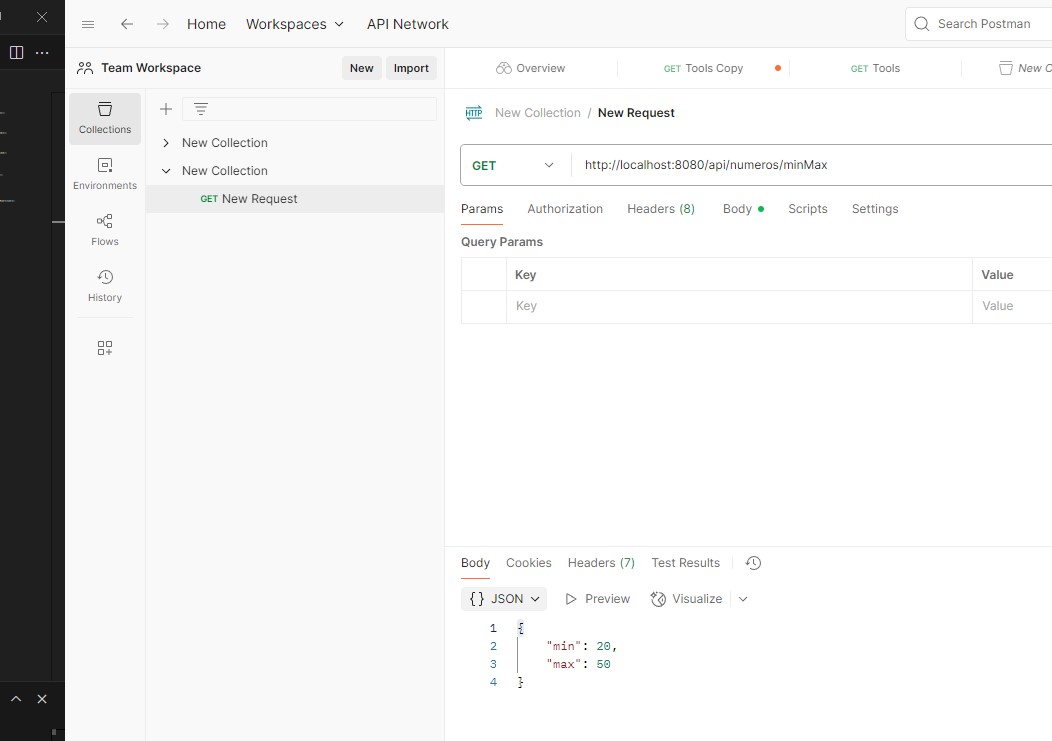 Home Workspaces API Network Search Postman
Team Workspace New Import Overview GET Tools Copy GET Tools New C
Collections
Environments
Flows
History
New Collection
New Collection
GET New Request
HTTP New Collection / New Request
GET http://localhost:8080/api/numeros/minMax
Params Authorization Headers (8) Body Scripts Settings
Query Params
Key Value
Key Value
Body Cookies Headers (7) Test Results
{} JSON Preview Visualize
1 {
2 "min": 20,
3 "max": 50
4 }